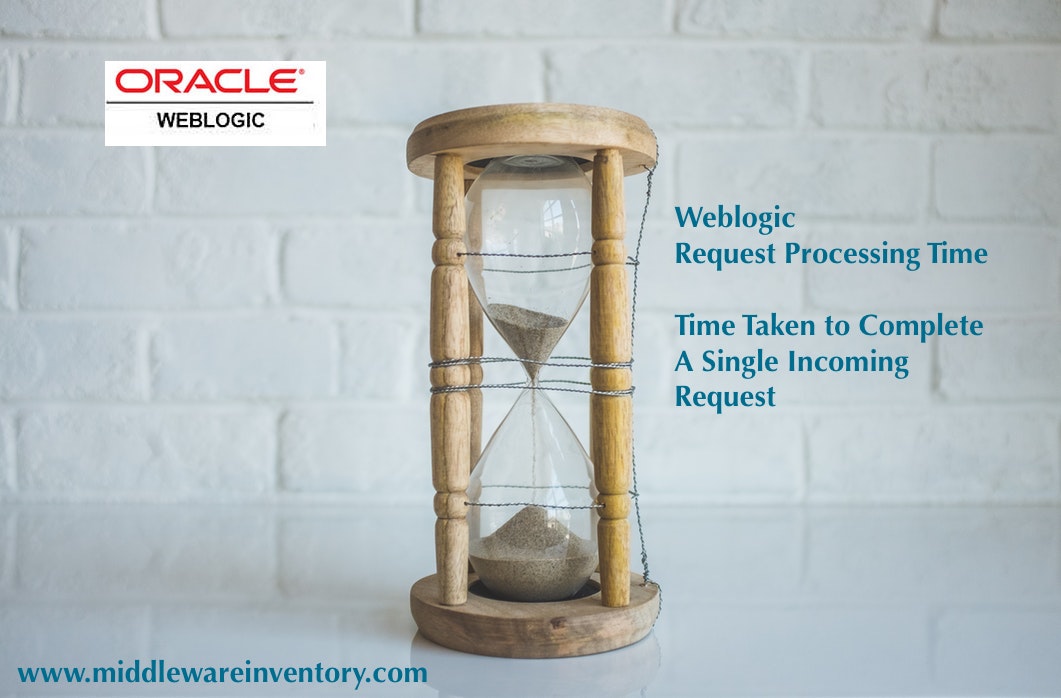 ORACLE®
WEBLOGIC
Weblogic
Request Processing Time
Time Taken to Complete
A Single Incoming
Request
www.middlewareinventory.com